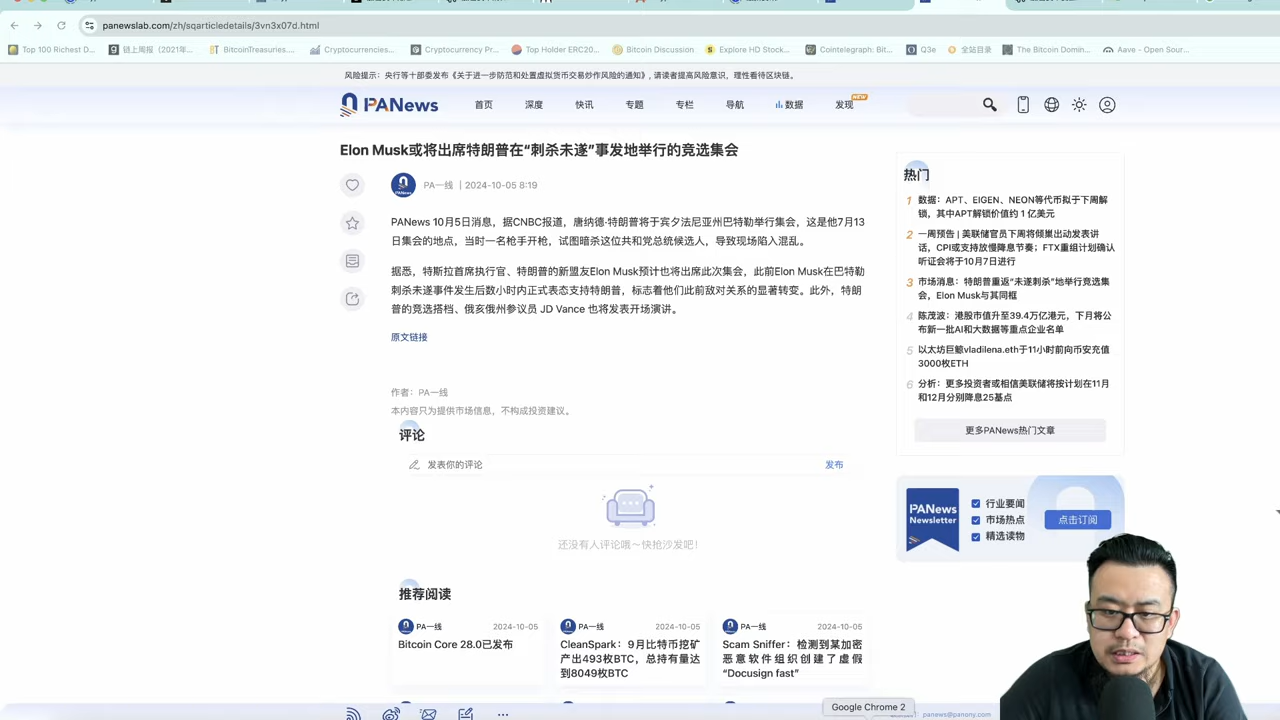 panewslab.com/zh/sqarticledetails/3vn3x07d.html
Top 100 Richest D...
链上周报（2021年...
BitcoinTreasuries....
Cryptocurrencies...
Cryptocurrency Pr...
Top Holder ERC20...
Bitcoin Discussion
Explore HD Stock...
Cointelegraph: Bit...
Q3e
全站目录
The Bitcoin Domin...
Aave - Open Sour...
风险提示：央行等十部委发布《关于进一步防范和处置虚拟货币交易炒作风险的通知》，请读者提高风险意识，理性看待区块链。
PANews
首页
深度
快讯
专题
专栏
导航
数据
发现
NEW
Elon Musk或将出席特朗普在“刺杀未遂”事发地举行的竞选集会
PA一线 | 2024-10-05 8:19
PANews 10月5日消息，据CNBC报道，唐纳德·特朗普将于宾夕法尼亚州巴特勒举行集会，这是他7月13
日集会的地点，当时一名枪手开枪，试图暗杀这位共和党总统候选人，导致现场陷入混乱。
据悉，特斯拉首席执行官、特朗普的新盟友Elon Musk预计也将出席此次集会，此前Elon Musk在巴特勒
刺杀未遂事件发生后数小时内正式表态支持特朗普，标志着他们此前敌对关系的显著转变。此外，特朗
普的竞选搭档、俄亥俄州参议员 JD Vance 也将发表开场演讲。
原文链接
作者：PA一线
本内容只为提供市场信息，不构成投资建议。
评论
发表你的评论
发布
还没有人评论哦～快抢沙发吧！
推荐阅读
PA一线
2024-10-05
Bitcoin Core 28.0已发布
PA一线
2024-10-05
CleanSpark：9月比特币挖矿
产出493枚BTC，总持有量达
到8049枚BTC
PA一线
2024-10-05
Scam Sniffer：检测到某加密
恶意软件组织创建了虚假
“Docusign fast”
热门
1 数据：APT、EIGEN、NEON等代币拟于下周解
锁，其中APT解锁价值约 1 亿美元
2 一周预告 | 美联储官员下周将倾巢出动发表讲
话，CPI或支持放慢降息节奏；FTX重组计划确认
听证会将于10月7日进行
3 市场消息：特朗普重返“未遂刺杀”地举行竞选集
会，Elon Musk与其同框
4 陈茂波：港股市值升至39.4万亿港元，下月将公
布新一批AI和大数据等重点企业名单
5 以太坊巨鲸vladilena.eth于11小时前向币安充值
3000枚ETH
6 分析：更多投资者或相信美联储将按计划在11月
和12月分别降息25基点
更多PANews热门文章
PANews
Newsletter
行业要闻
市场热点
精选读物
点击订阅
Google Chrome 2
panews@panony.com